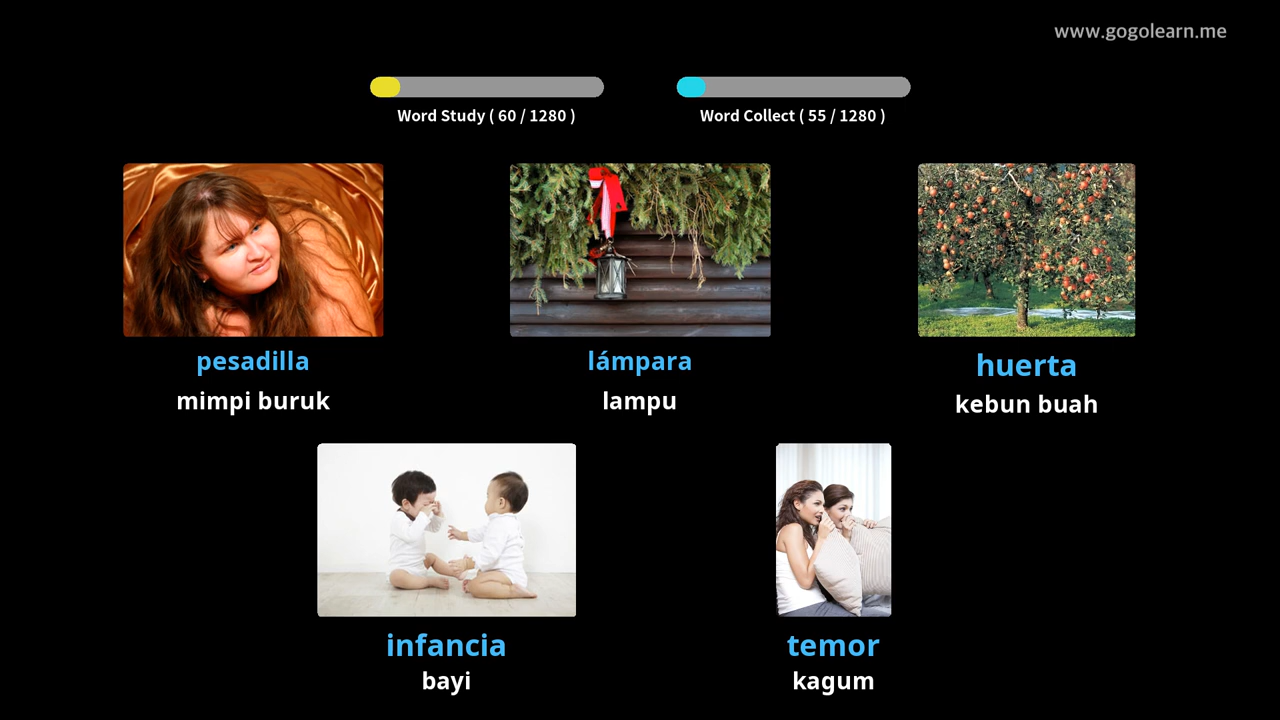 www.gogolearn.me
Word Study ( 60 / 1280 )
Word Collect ( 55 / 1280 )
pesadilla
mimpi buruk
lámpara
lampu
huerta
kebun buah
infancia
bayi
temor
kagum